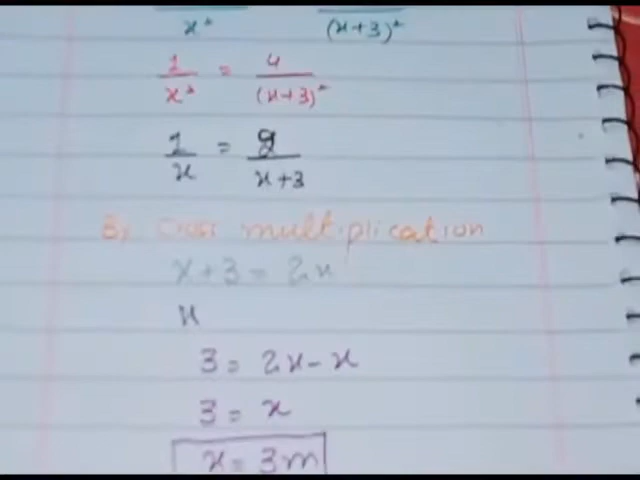 x² (x+3)²
1/x² = 4/(x+3)²
1/x = 2/x+3
By cross multiplication
x+3 = 2x
x
3 = 2x-x
3 = x
x = 3m